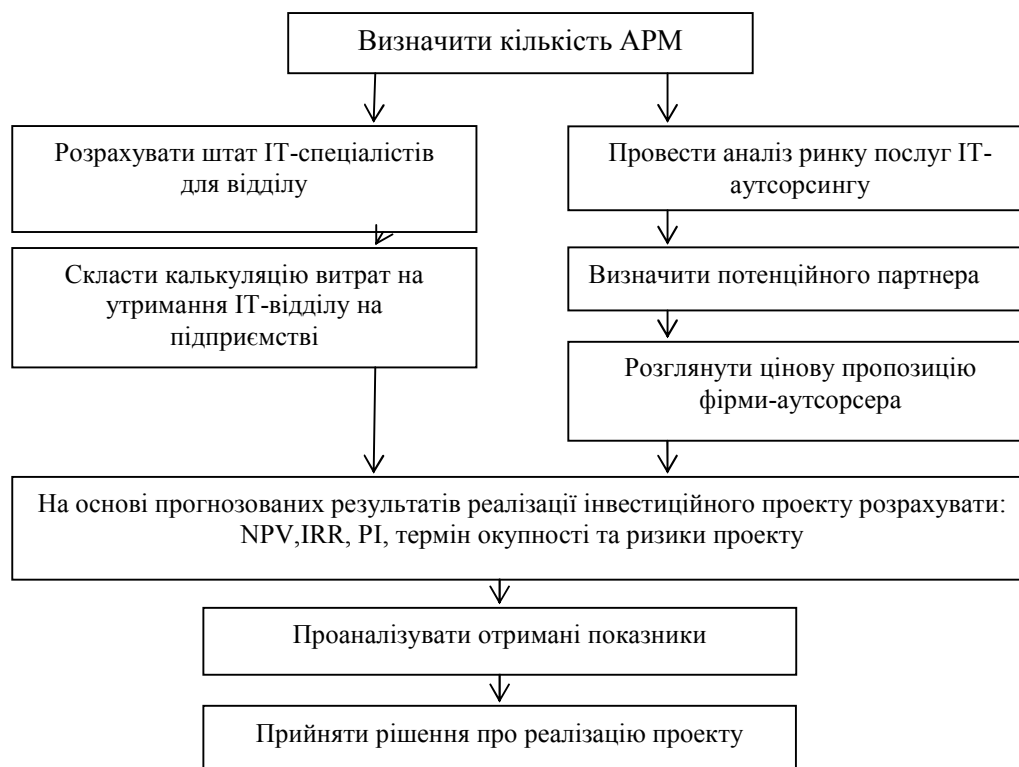 Визначити кількість АРМ
Розрахувати штат ІТ-спеціалістів
для відділу
Скласти калькуляцію витрат на
утримання ІТ-відділу на
підприємстві
Провести аналіз ринку послуг ІТ-
аутсорсингу
Визначити потенційного партнера
Розглянути цінову пропозицію
фірми-аутсорсера
На основі прогнозованих результатів реалізації інвестиційного проекту розрахувати:
NPV,IRR, PI, термін окупності та ризики проекту
Проаналізувати отримані показники
Прийняти рішення про реалізацію проекту